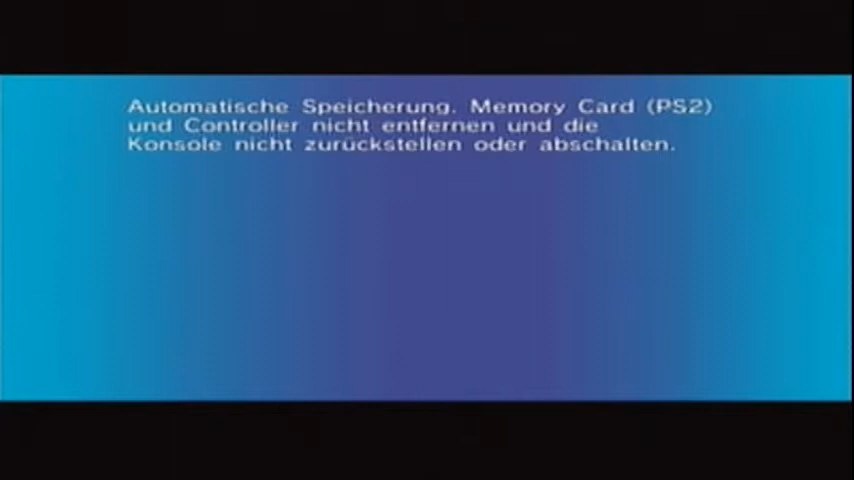 Automatische Speicherung. Memory Card (PS2)
und Controller nicht entfernen und die
Konsole nicht zurückstellen oder abschalten.